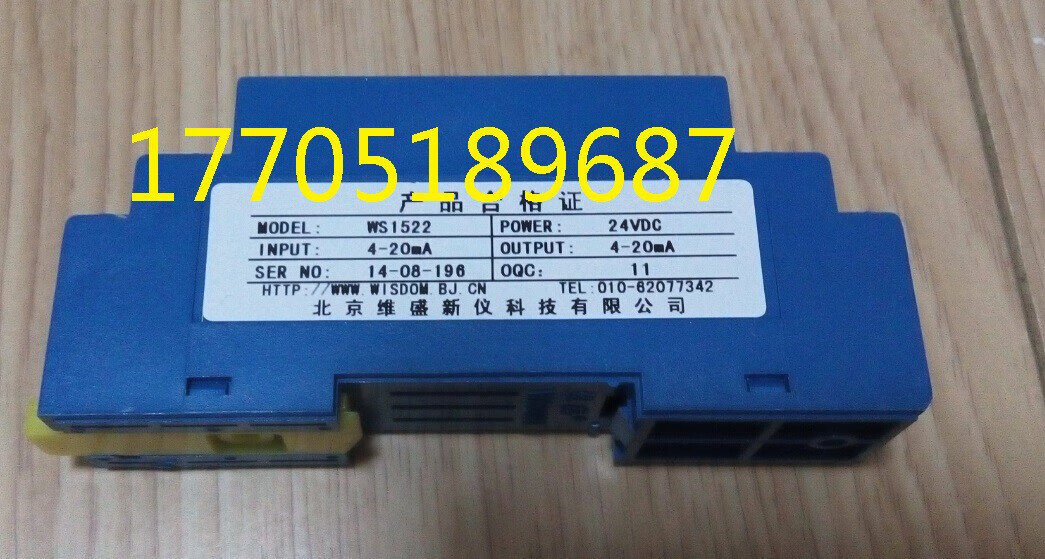 17705189687
产品合格证
MODEL: WS1522 POWER: 24VDC
INPUT: 4-20mA OUTPUT: 4-20mA
SER NO: 14-08-196 OQC: 11
HTTP://WWW.WISDOM.BJ.CN TEL:010-62077342
北京维盛新仪科技有限公司